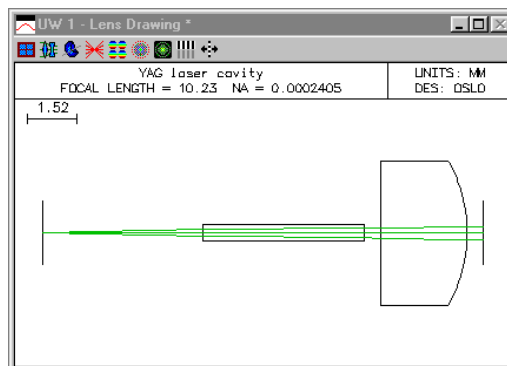 UW 1 - Lens Drawing *
YAG laser cavity
FOCAL LENGTH = 10.23 NA = 0.0002405
UNITS: MM
DES: OSLO
1.52